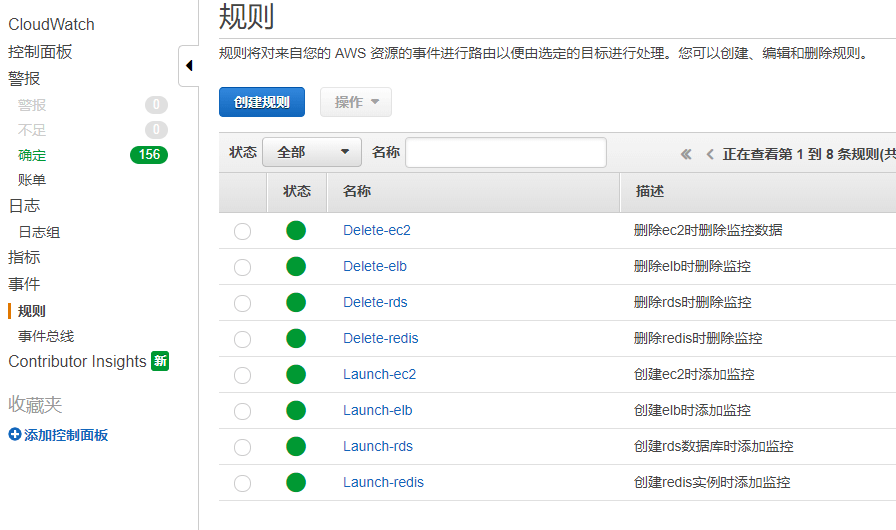 CloudWatch
控制面板
警报
警报 0
不足 0
确定 156
账单
日志
日志组
指标
事件
规则
事件总线
Contributor Insights 新
收藏夹
添加控制面板
规则
规则将对来自您的 AWS 资源的事件进行路由以便由选定的目标进行处理。您可以创建、编辑和删除规则。
创建规则 操作
状态 全部 名称 正在查看第 1 到 8 条规则(共
状态 名称 描述
Delete-ec2 删除ec2时删除监控数据
Delete-elb 删除elb时删除监控
Delete-rds 删除rds时删除监控
Delete-redis 删除redis时删除监控
Launch-ec2 创建ec2时添加监控
Launch-elb 创建elb时添加监控
Launch-rds 创建rds数据库时添加监控
Launch-redis 创建redis实例时添加监控